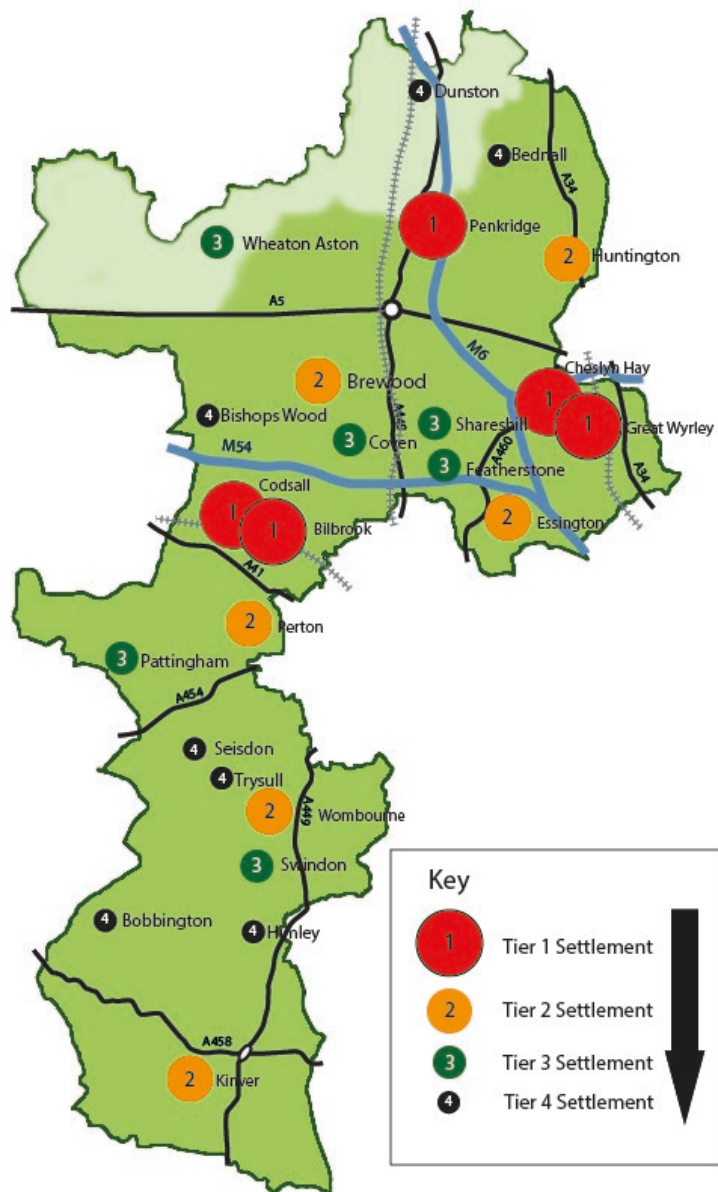 4 Dunston
4 Bednall
A34
1 Penkridge
3 Wheaton Aston
2 Huntington
A5
M6
Cheslyn Hay
2 Brewood
1
4 Bishops Wood
A449
3 Shareshill
1 Great Wyrley
3 Coven
A460
M54
3 Featherstone
A34
Codsall
1
1 Bilbrook
2 Essington
A41
2 Perton
3 Pattingham
A454
4 Seisdon
4 Trysull
2 Wombourne
A449
3 Swindon
4 Bobbington
4 Himley
A458
2 Kinver
Key
1 Tier 1 Settlement
2 Tier 2 Settlement
3 Tier 3 Settlement
4 Tier 4 Settlement